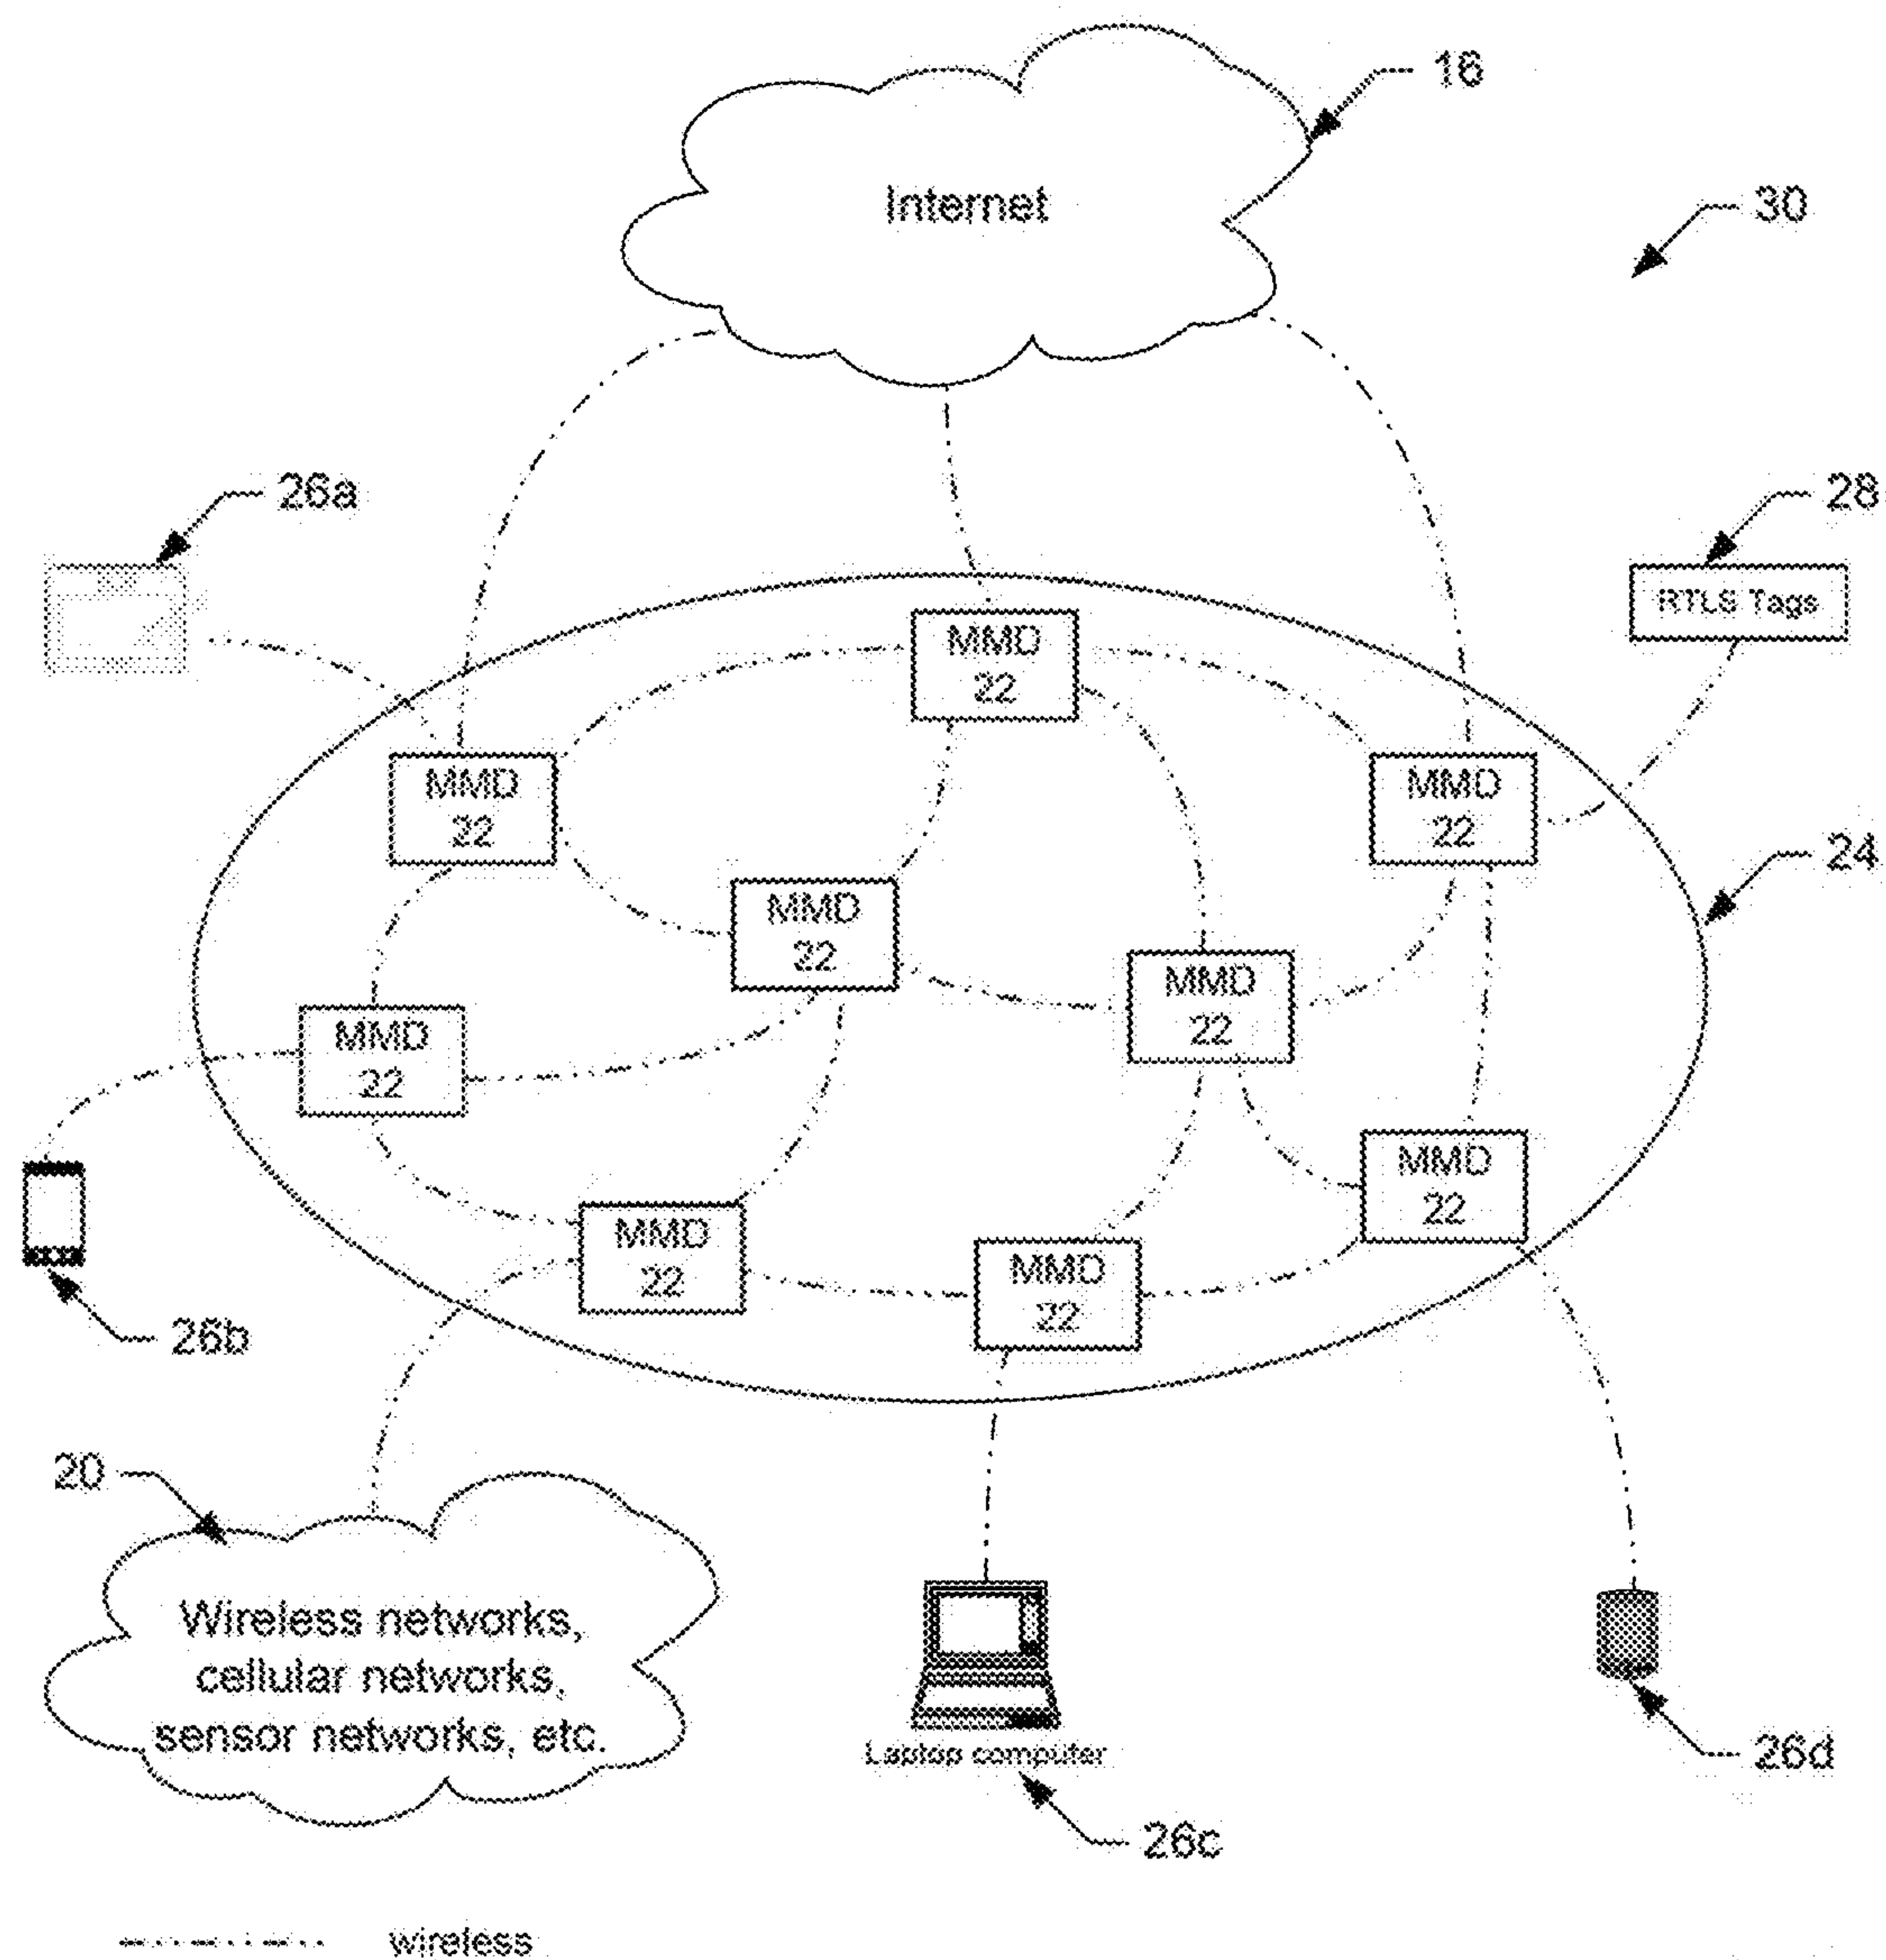 16
Internet
30
26a
28
RTLS Tags
MMD
22
MMD
22
MMD
22
24
MMD
22
MMD
22
MMD
22
MMD
22
MMD
22
MMD
22
26b
20
Wireless networks,
cellular networks,
sensor networks, etc.
Laptop computer
26d
26c
wireless